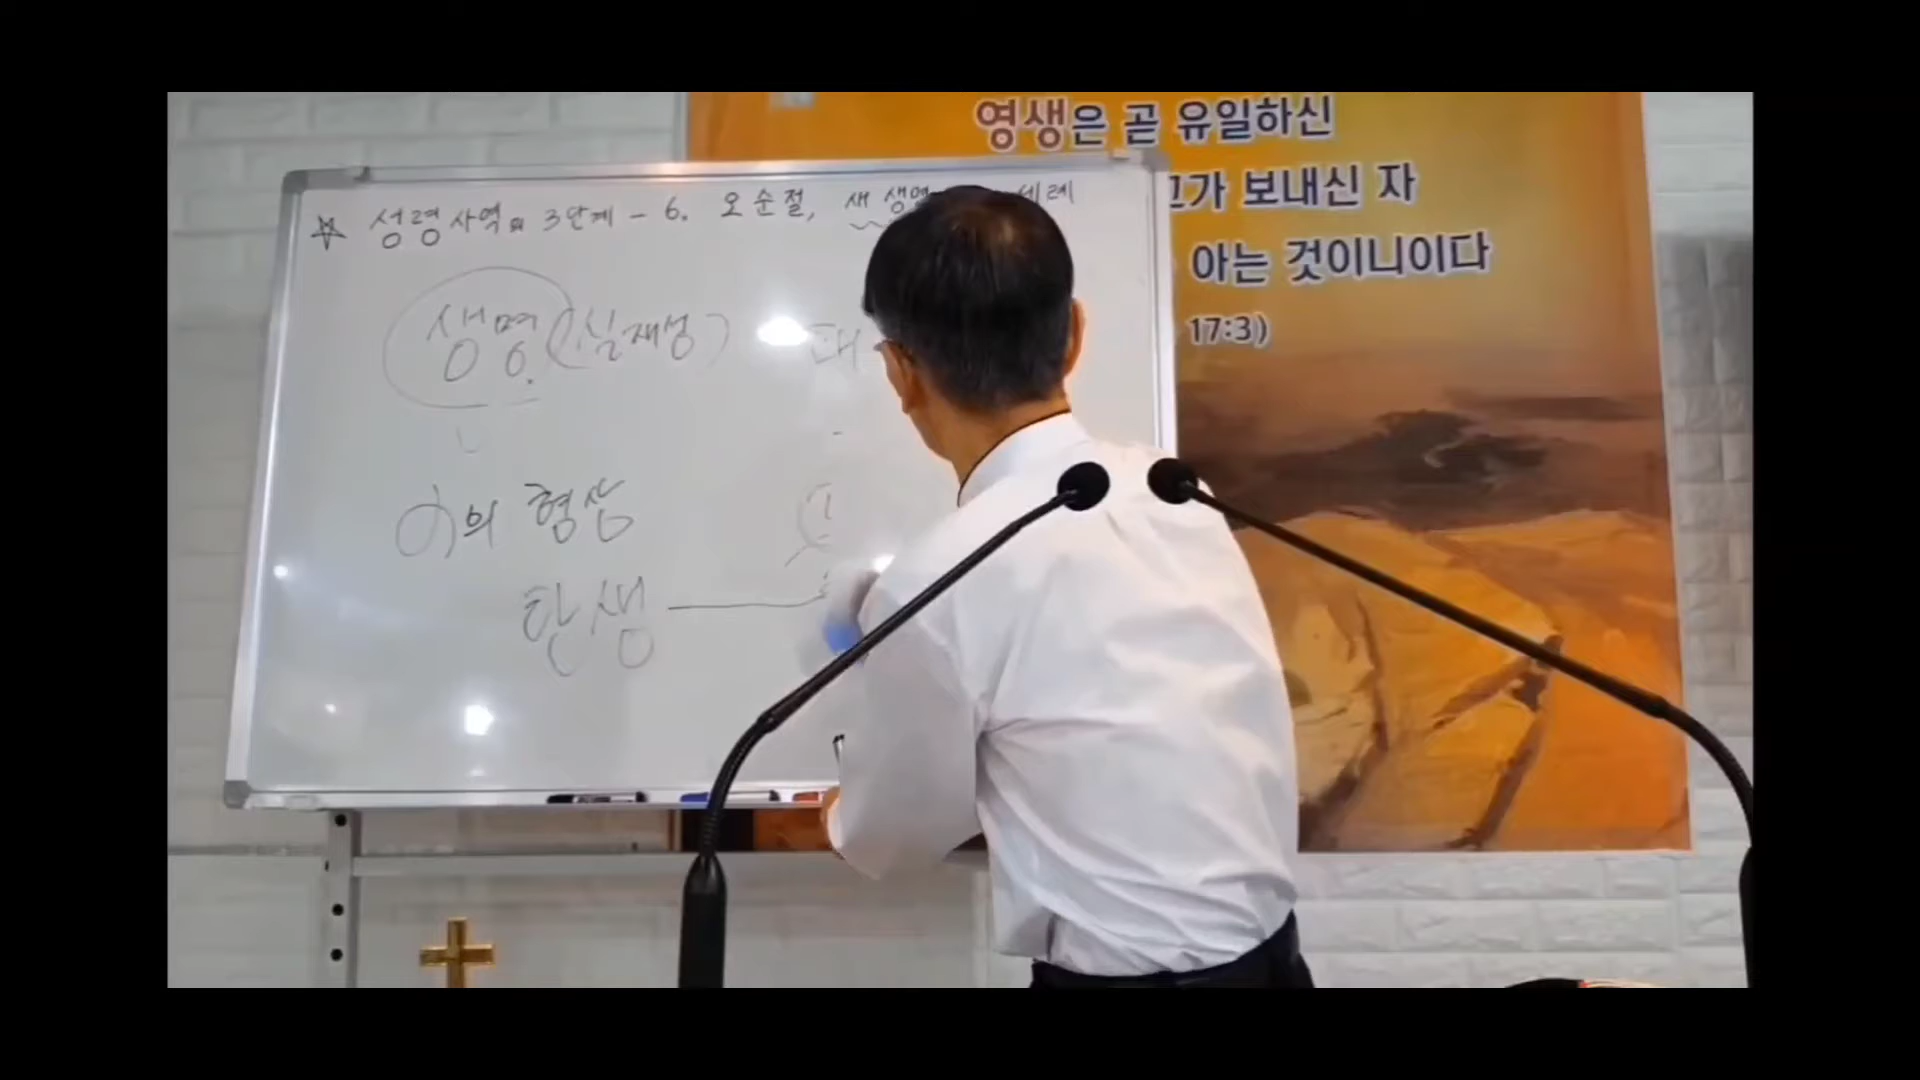 영생은 곧 유일하신
그가 보내신 자
아는 것이니이다
17:3)
☆ 성령사역의 3단계 - 6. 오순절, 새 생명 세례
생명 (실재성)
의 형상
탄생